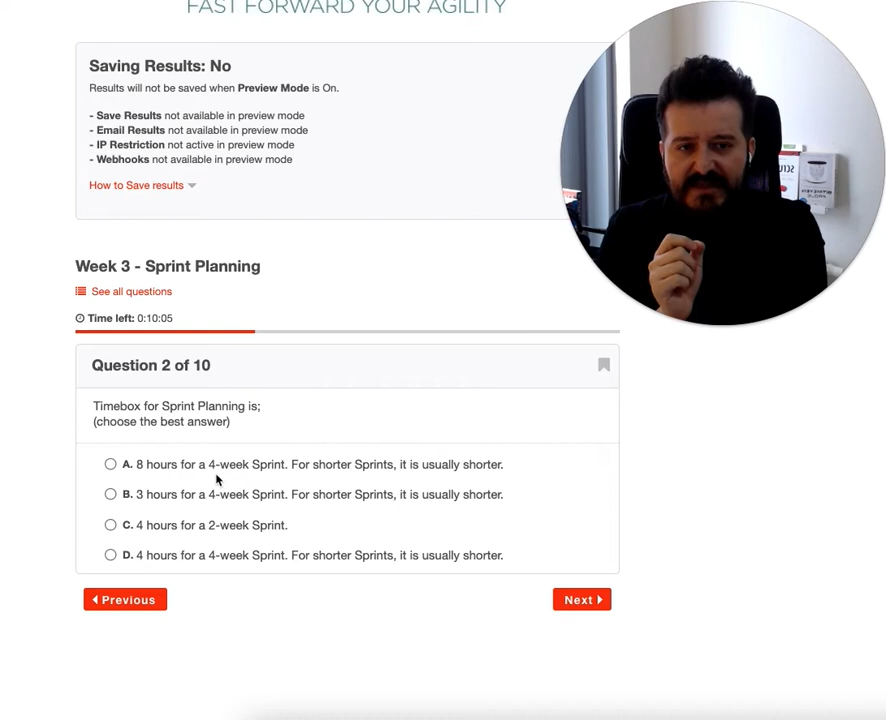 FAST FORWARD YOUR AGILITY
Saving Results: No
Results will not be saved when Preview Mode is On.
- Save Results not available in preview mode
- Email Results not available in preview mode
- IP Restriction not active in preview mode
- Webhooks not available in preview mode
How to Save results
Week 3 - Sprint Planning
See all questions
Time left: 0:10:05
Question 2 of 10
Timebox for Sprint Planning is;
(choose the best answer)
A. 8 hours for a 4-week Sprint. For shorter Sprints, it is usually shorter.
B. 3 hours for a 4-week Sprint. For shorter Sprints, it is usually shorter.
C. 4 hours for a 2-week Sprint.
D. 4 hours for a 4-week Sprint. For shorter Sprints, it is usually shorter.
Previous
Next